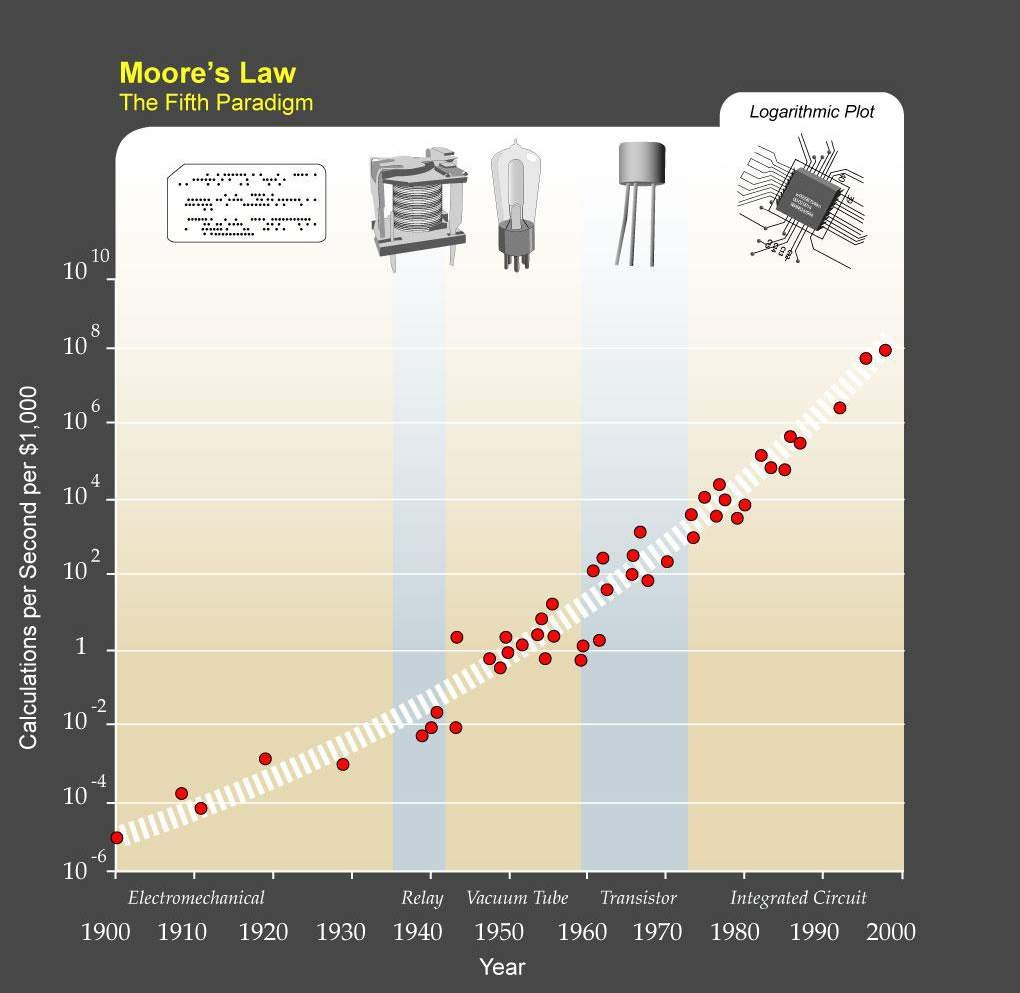 Moore's Law
The Fifth Paradigm
Logarithmic Plot
Calculations per Second per $1,000
10^10
10^8
10^6
10^4
10^2
1
10^-2
10^-4
10^-6
Electromechanical Relay Vacuum Tube Transistor Integrated Circuit
1900 1910 1920 1930 1940 1950 1960 1970 1980 1990 2000
Year